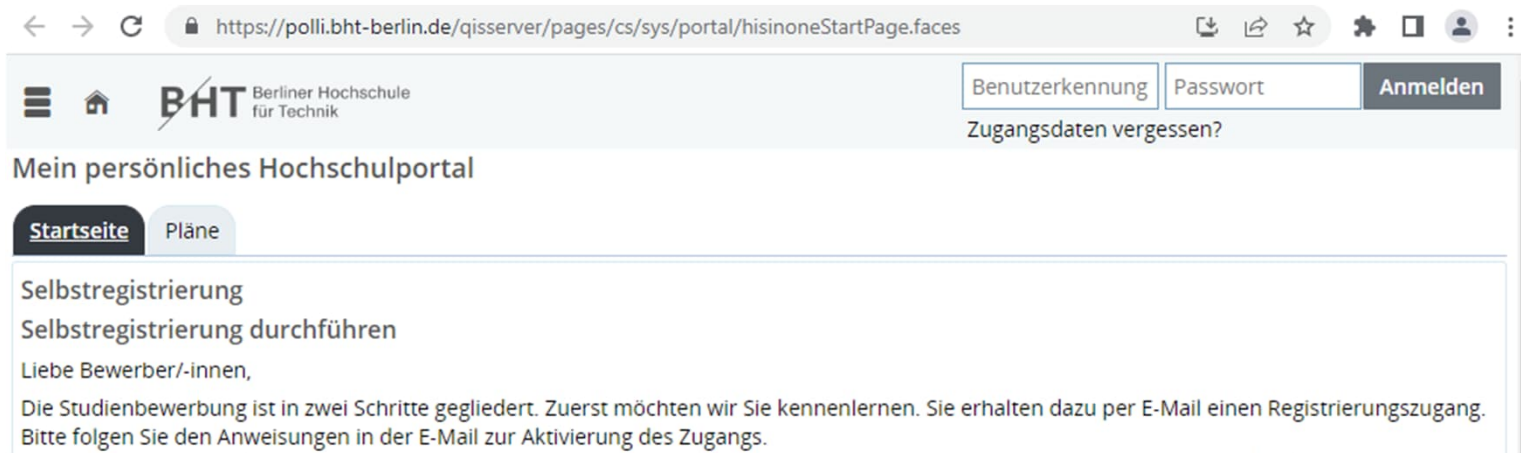 https://polli.bht-berlin.de/qisserver/pages/cs/sys/portal/hisinoneStartPage.faces
BHT Berliner Hochschule
für Technik
Benutzerkennung Passwort Anmelden
Zugangsdaten vergessen?
Mein persönliches Hochschulportal
Startseite Pläne
Selbstregistrierung
Selbstregistrierung durchführen
Liebe Bewerber/-innen,
Die Studienbewerbung ist in zwei Schritte gegliedert. Zuerst möchten wir Sie kennenlernen. Sie erhalten dazu per E-Mail einen Registrierungszugang.
Bitte folgen Sie den Anweisungen in der E-Mail zur Aktivierung des Zugangs.